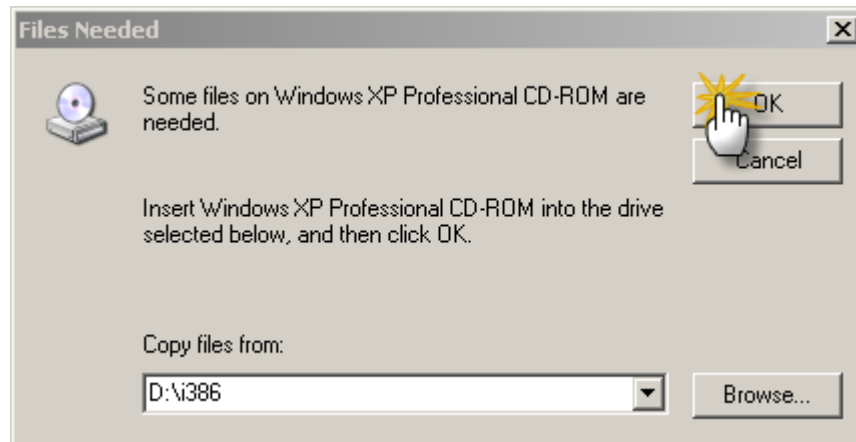 Files Needed
Some files on Windows XP Professional CD-ROM are
needed.
OK
Cancel
Insert Windows XP Professional CD-ROM into the drive
selected below, and then click OK.
Copy files from:
D:\i386
Browse...